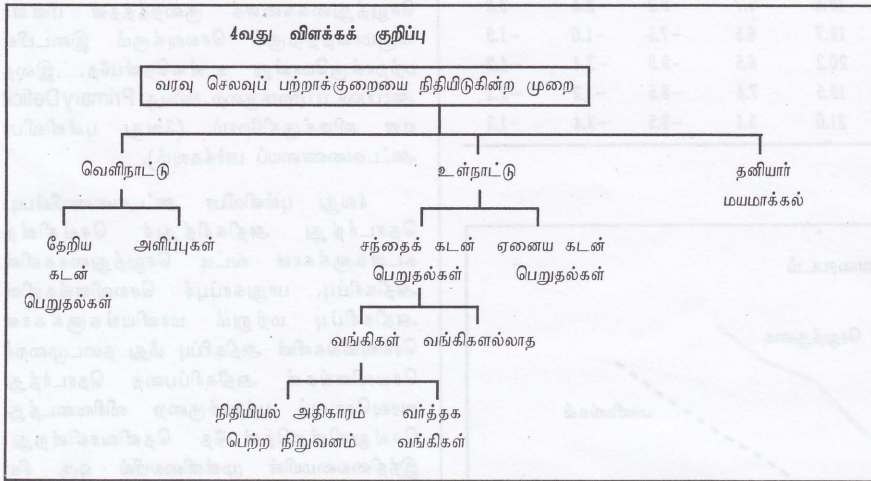 4வது விளக்கக் குறிப்பு
வரவு செலவுப் பற்றாக்குறையை நிதியிடுகின்ற முறை
வெளிநாட்டு உள்நாட்டு தனியார்
மயமாக்கல்
தேறிய அளிப்புகள் சந்தைக் கடன் ஏனைய கடன்
கடன் பெறுதல்கள் பெறுதல்கள்
பெறுதல்கள்
வங்கிகள் வங்கிகளல்லாத
நிதியியல் அதிகாரம் வர்த்தக
பெற்ற நிறுவனம் வங்கிகள்